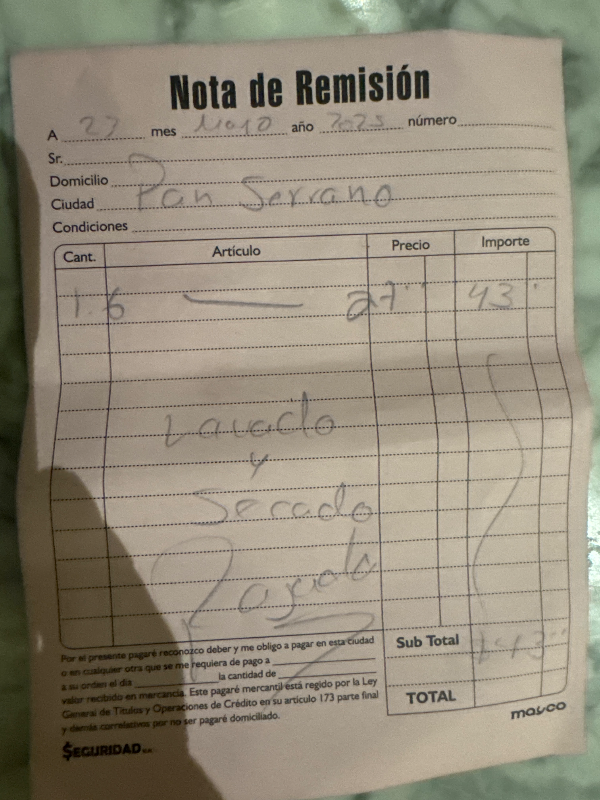 Nota de Remisión
A 27 mes Mayo año 2025 número
Sr.
Domicilio
Ciudad Pan Serrano
Condiciones
Cant. Artículo Precio Importe
1.6 — 27 43
Lavado
y
Secado
Pagado
Por el presente pagaré reconozco deber y me obligo a pagar en esta ciudad
o en cualquier otra que se me requiera de pago a
a su orden el día la cantidad de
valor recibido en mercancía. Este pagaré mercantil está regido por la Ley
General de Títulos y Operaciones de Crédito en su artículo 173 parte final
y demás correlativos por no ser pagaré domiciliado.
Sub Total 43
TOTAL
SEGURIDAD
masco